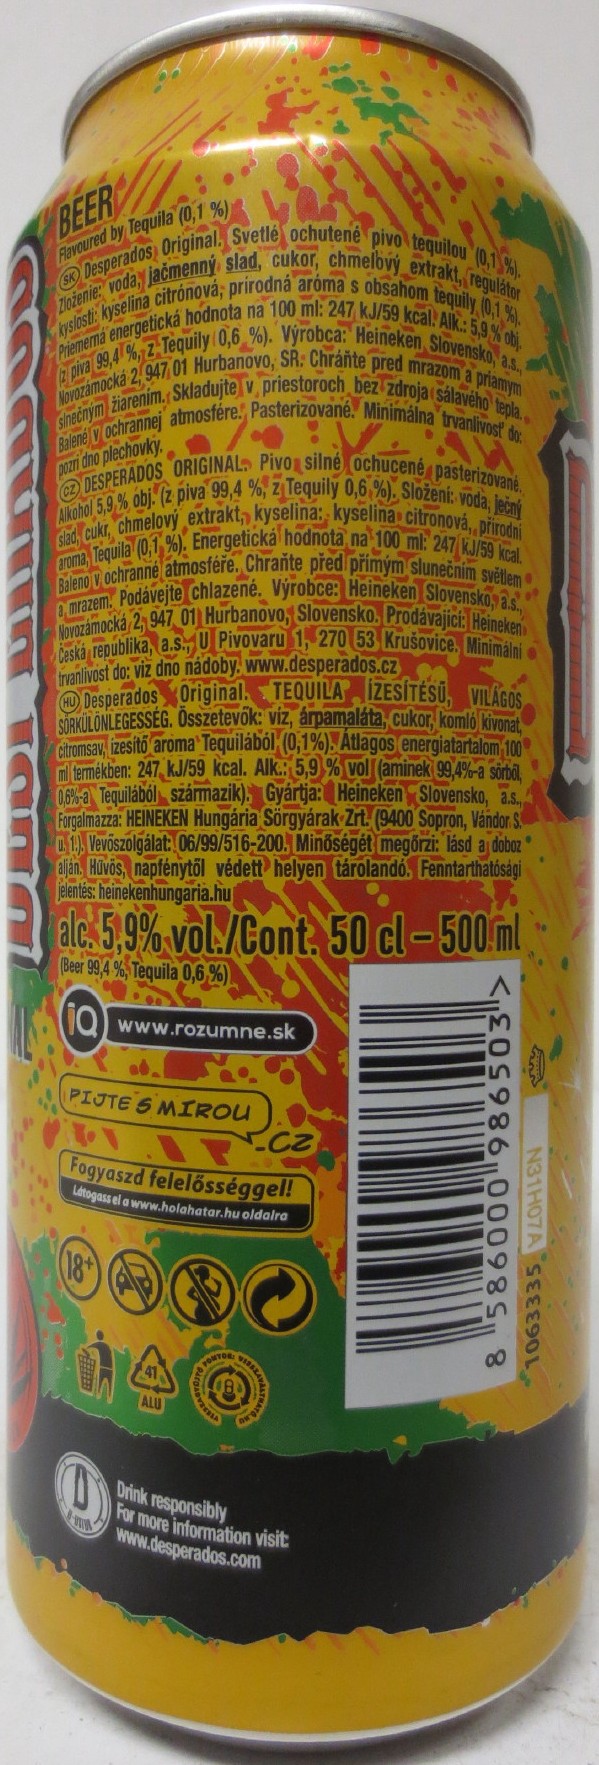 BEER
Flavoured by Tequila (0,1 %)
SK Desperados Original. Svetlé ochutené pivo tequilou (0,1 %).
Zloženie: voda, jačmenný slad, cukor, chmeľový extrakt, regulátor
kyslosti: kyselina citrónová, prírodná aróma s obsahom tequily (0,1 %).
Priemerná energetická hodnota na 100 ml: 247 kJ/59 kcal. Alk.: 5,9 % obj.
(z piva 99,4 %, z Tequily 0,6 %). Výrobca: Heineken Slovensko, a.s.,
Novozámocká 2, 947 01 Hurbanovo, SR. Chráňte pred mrazom a priamym
slnečným žiarením. Skladujte v priestoroch bez zdroja sálavého tepla.
Balené v ochrannej atmosfére. Pasterizované. Minimálna trvanlivosť do:
pozri dno plechovky.
CZ DESPERADOS ORIGINAL. Pivo silné ochucené pasterizované.
Alkohol 5,9 % obj. (z piva 99,4 %, z Tequily 0,6 %). Složení: voda, ječný
slad, cukr, chmelový extrakt, kyselina: kyselina citronová, přírodní
aroma, Tequila (0,1 %). Energetická hodnota na 100 ml: 247 kJ/59 kcal.
Baleno v ochranné atmosféře. Chraňte před přímým slunečním světlem
a mrazem. Podávejte chlazené. Výrobce: Heineken Slovensko, a.s.,
Novozámocká 2, 947 01 Hurbanovo, Slovensko. Prodávající: Heineken
Česká republika, a.s., U Pivovaru 1, 270 53 Krušovice. Minimální
trvanlivost do: viz dno nádoby. www.desperados.cz
HU Desperados Original. TEQUILA ÍZESÍTÉSŰ, VILÁGOS
SÖRKÜLÖNLEGESSÉG. Összetevők: víz, árpamaláta, cukor, komló kivonat,
citromsav, ízesítő aroma Tequilából (0,1%). Átlagos energiatartalom 100
ml termékben: 247 kJ/59 kcal. Alk.: 5,9 % vol (aminek 99,4%-a sörből,
0,6%-a Tequilából származik). Gyártja: Heineken Slovensko, a.s.,
Forgalmazza: HEINEKEN Hungária Sörgyárak Zrt. (9400 Sopron, Vándor S.
u. 1.). Vevőszolgálat: 06/99/516-200. Minőségét megőrzi: lásd a doboz
alján. Hűvös, napfénytől védett helyen tárolandó. Fenntarthatósági
jelentés: heinekenhungaria.hu
alc. 5,9% vol./Cont. 50 cl – 500 ml
(Beer 99,4 %, Tequila 0,6 %)
iQ www.rozumne.sk
PIJTE S MÍROU
.CZ
Fogyaszd felelősséggel!
Látogass el a www.holahatar.hu oldalra
18+
41
ALU
VISSZAGYŰJTŐ PONTOK: VISSZAVÁLTHATÓ.HU
Drink responsibly
For more information visit:
www.desperados.com
8 586000 986503 >
N31H07A
1063335